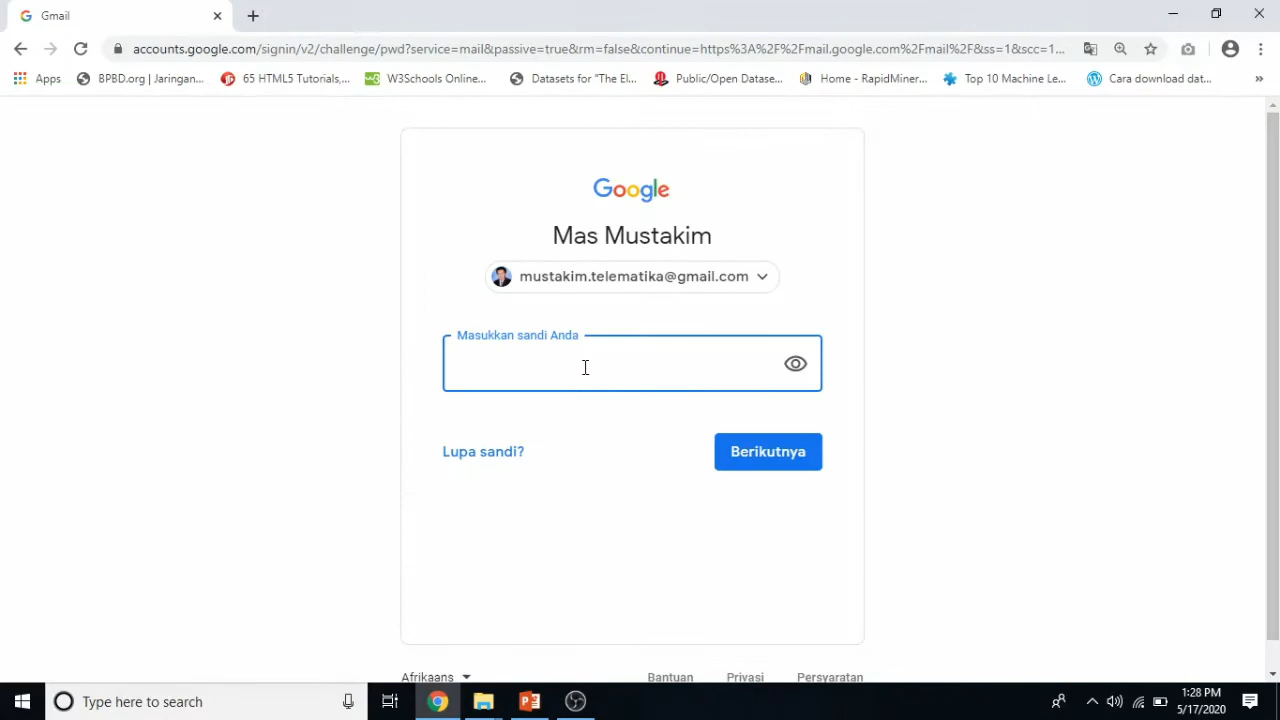 Gmail
accounts.google.com/signin/v2/challenge/pwd?service=mail&passive=true&rm=false&continue=https%3A%2F%2Fmail.google.com%2Fmail%2F&ss=1&scc=1...
Apps BPBD.org | Jaringan... 65 HTML5 Tutorials,... W3Schools Online... Datasets for "The El... Public/Open Datase... Home - RapidMiner... Top 10 Machine Le... Cara download dat... »
Google
Mas Mustakim
mustakim.telematika@gmail.com
Masukkan sandi Anda
Lupa sandi? Berikutnya
Afrikaans Bantuan Privasi Persyaratan
Type here to search
1:28 PM
5/17/2020